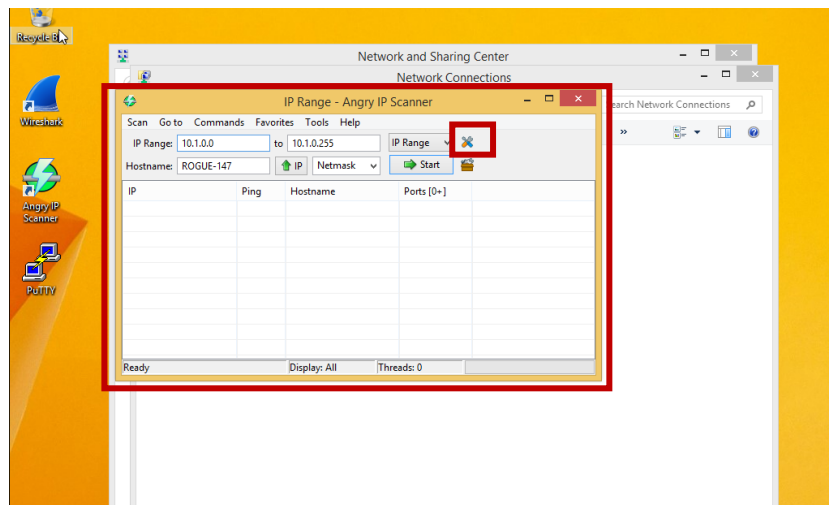 Recycle Bin
Network and Sharing Center
Network Connections
Wireshark
IP Range - Angry IP Scanner
earch Network Connections
Scan Go to Commands Favorites Tools Help
»
IP Range: 10.1.0.0 to 10.1.0.255 IP Range
Hostname: ROGUE-147 IP Netmask Start
IP Ping Hostname Ports [0+]
Angry IP
Scanner
PuTTY
Ready Display: All Threads: 0